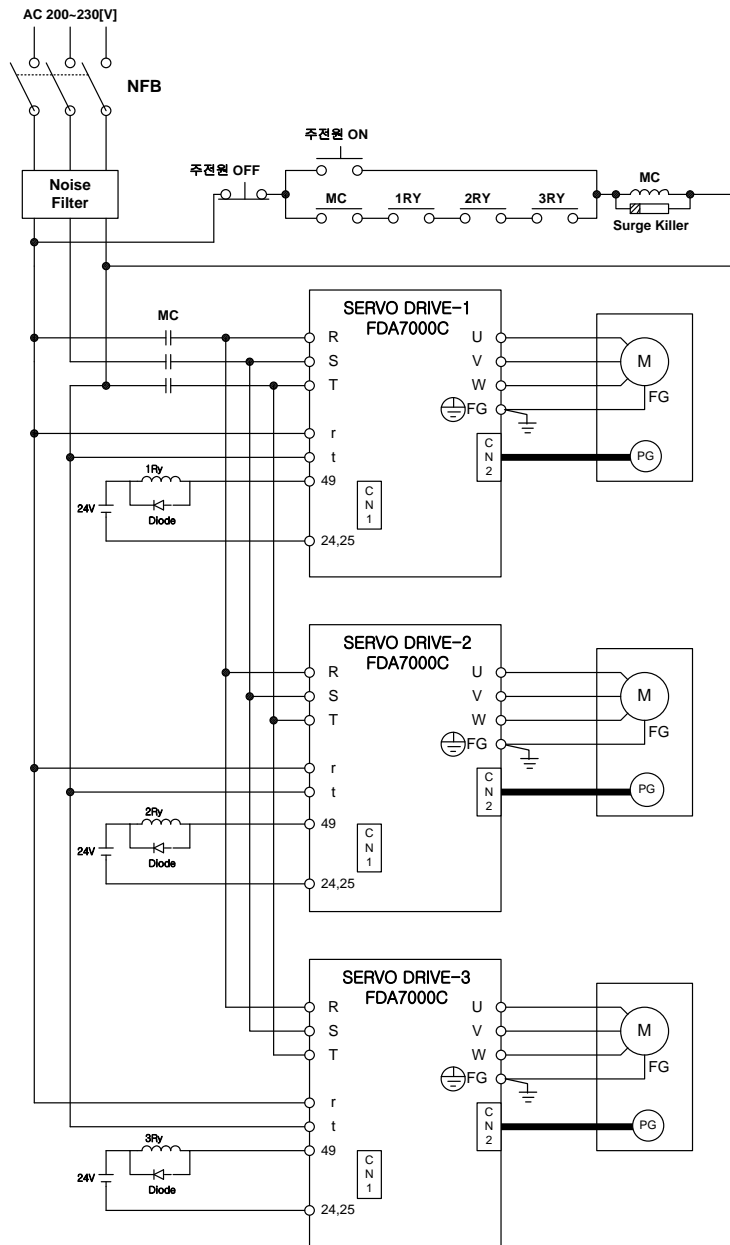 AC 200~230[V]
NFB
주전원 ON
주전원 OFF
MC
Noise
Filter
MC
1RY
2RY
3RY
Surge Killer
MC
SERVO DRIVE-1
FDA7000C
R
S
T
r
t
49
24,25
U
V
W
FG
C
N
2
C
N
1
M
FG
PG
1Ry
24V
Diode
SERVO DRIVE-2
FDA7000C
R
S
T
r
t
49
24,25
U
V
W
FG
C
N
2
C
N
1
M
FG
PG
2Ry
24V
Diode
SERVO DRIVE-3
FDA7000C
R
S
T
r
t
49
24,25
U
V
W
FG
C
N
2
C
N
1
M
FG
PG
3Ry
24V
Diode